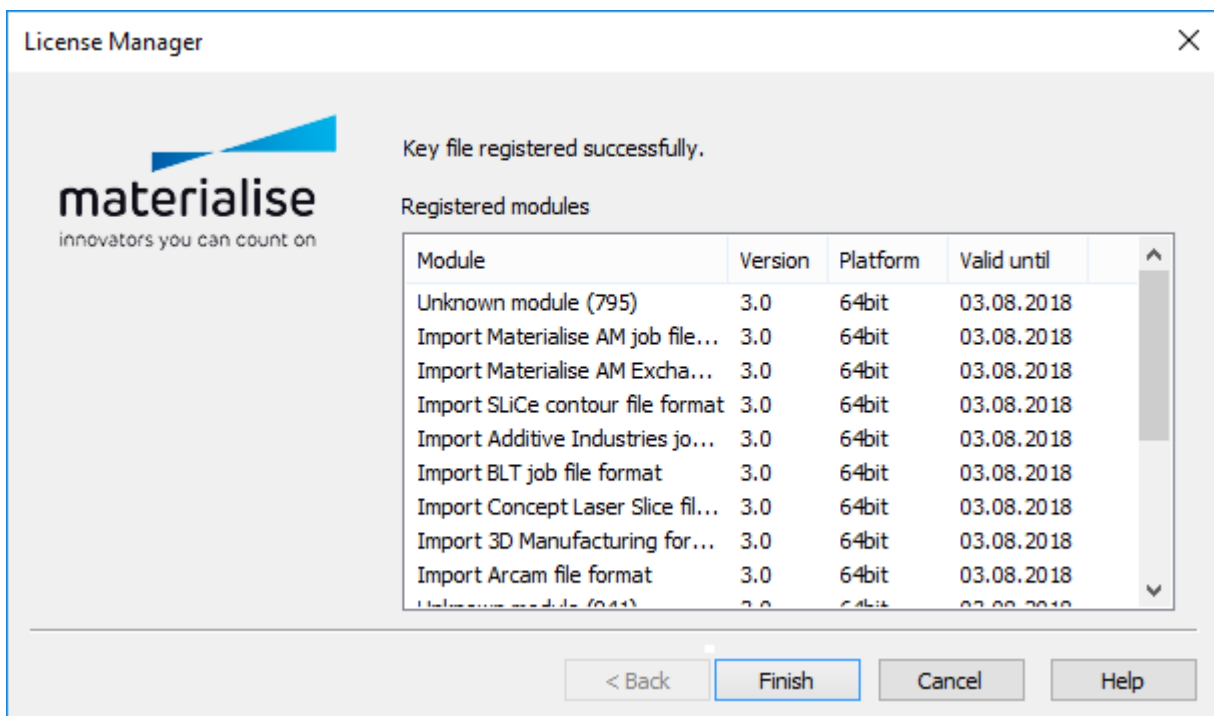 License Manager
materialise
innovators you can count on
Key file registered successfully.
Registered modules
Module Version Platform Valid until
Unknown module (795) 3.0 64bit 03.08.2018
Import Materialise AM job file... 3.0 64bit 03.08.2018
Import Materialise AM Excha... 3.0 64bit 03.08.2018
Import SLiCe contour file format 3.0 64bit 03.08.2018
Import Additive Industries jo... 3.0 64bit 03.08.2018
Import BLT job file format 3.0 64bit 03.08.2018
Import Concept Laser Slice fil... 3.0 64bit 03.08.2018
Import 3D Manufacturing for... 3.0 64bit 03.08.2018
Import Arcam file format 3.0 64bit 03.08.2018
< Back Finish Cancel Help